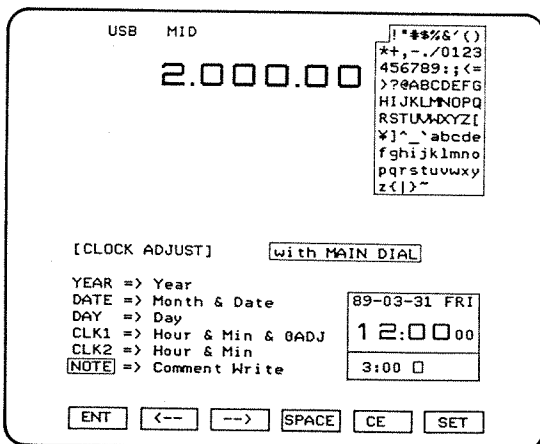 USB MID
2.000.00
!"#$%&'()
*+,-./0123
456789:;<=
>?@ABCDEFG
HIJKLMNOPQ
RSTUVWXYZ[
¥]^_`abcde
fghijklmno
pqrstuvwxy
z{|}~
[CLOCK ADJUST] with MAIN DIAL
YEAR => Year
DATE => Month & Date
DAY => Day
CLK1 => Hour & Min & 0ADJ
CLK2 => Hour & Min
NOTE => Comment Write
89-03-31 FRI
12:00 00
3:00
ENT <-- --> SPACE CE SET